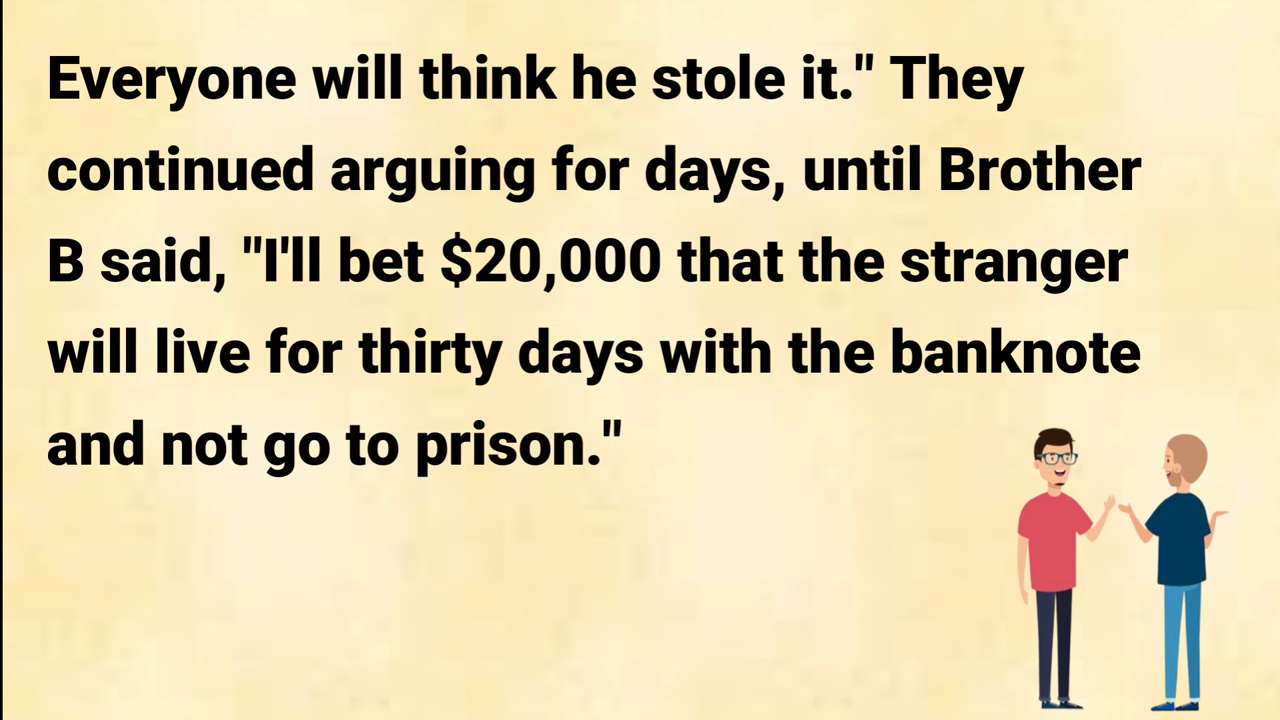 Everyone will think he stole it." They
continued arguing for days, until Brother
B said, "I'll bet $20,000 that the stranger
will live for thirty days with the banknote
and not go to prison."